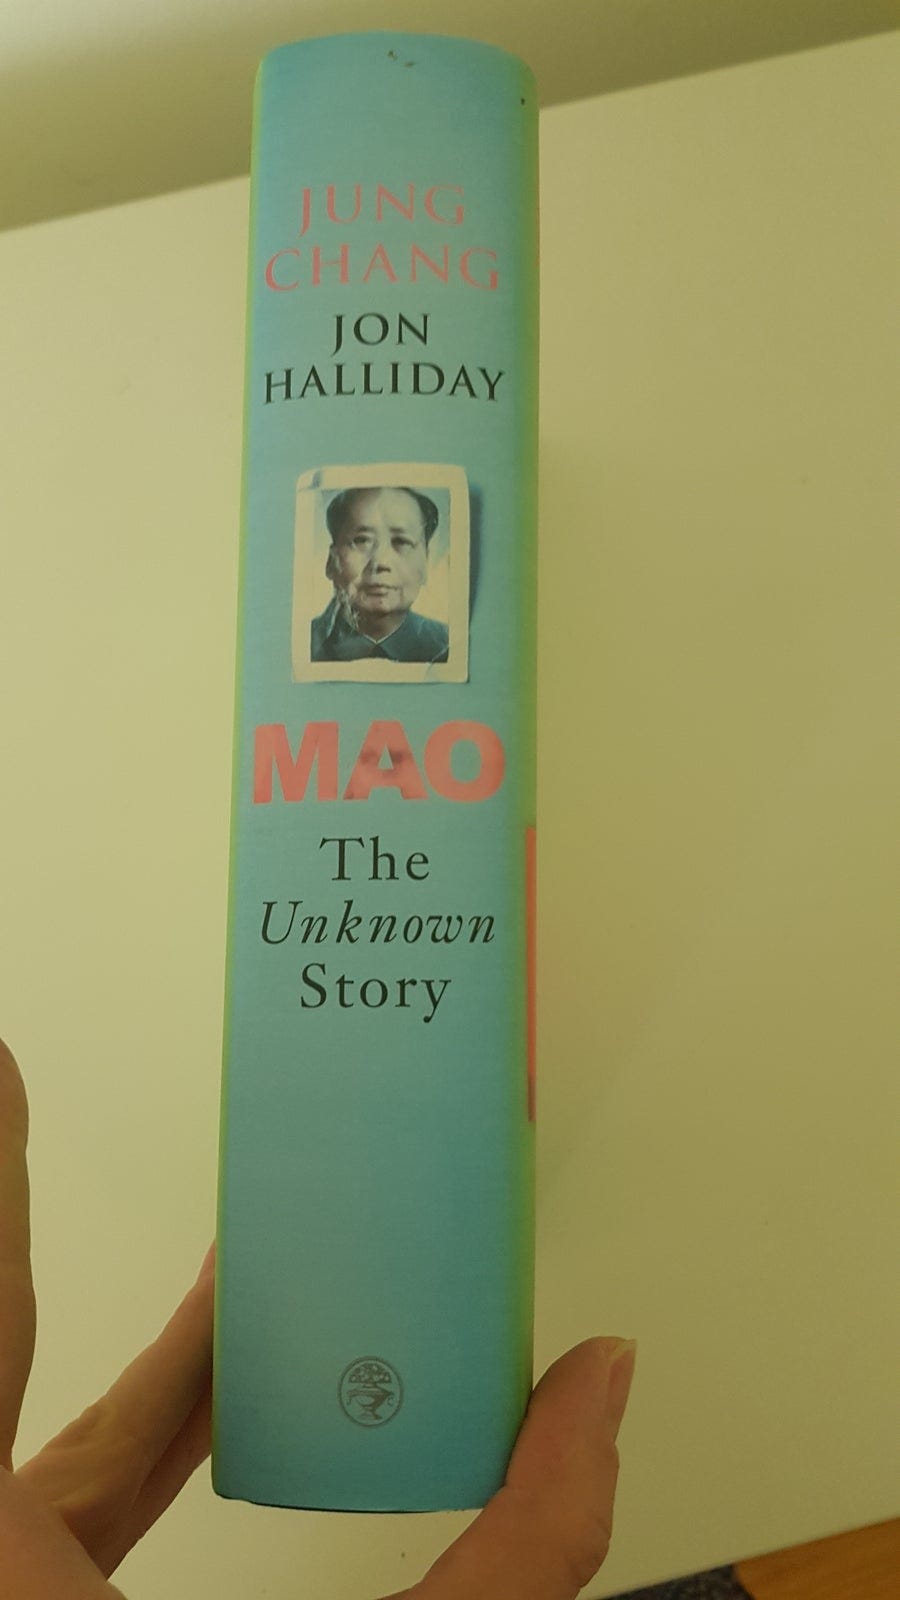 JUNG
CHANG
JON
HALLIDAY
MAO
The
Unknown
Story